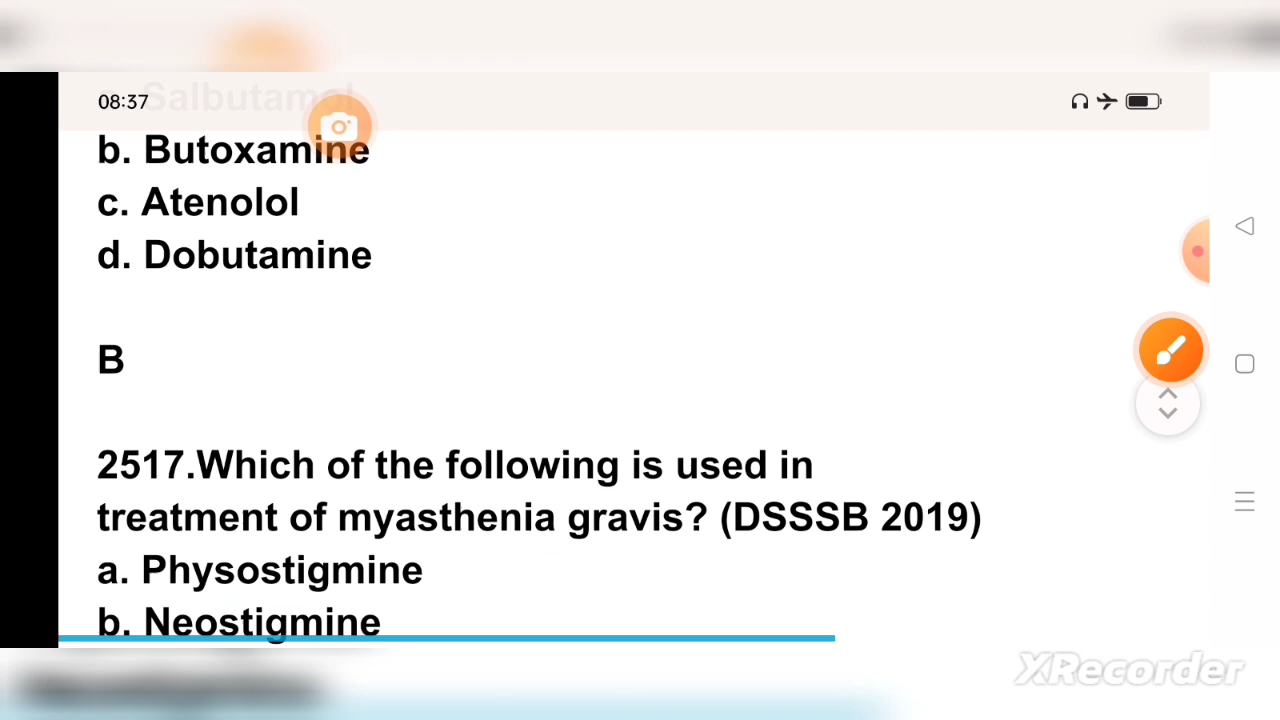 Salbutamol
08:37
b. Butoxamine
c. Atenolol
d. Dobutamine
B
2517.Which of the following is used in
treatment of myasthenia gravis? (DSSSB 2019)
a. Physostigmine
b. Neostigmine
XRecorder